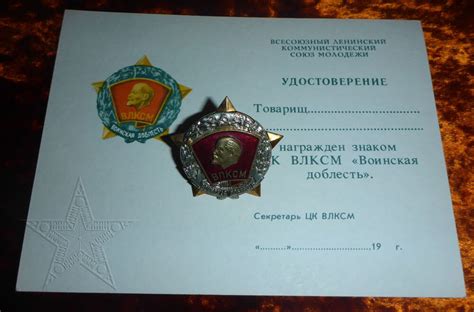 ВСЕСОЮЗНЫЙ ЛЕНИНСКИЙ
КОММУНИСТИЧЕСКИЙ
СОЮЗ МОЛОДЕЖИ
УДОСТОВЕРЕНИЕ
Товарищ
награжден знаком
К ВЛКСМ «Воинская
доблесть».
Секретарь ЦК ВЛКСМ
«..........»..............................19 г.
ВЛКСМ
ВОИНСКАЯ ДОБЛЕСТЬ
ВЛКСМ